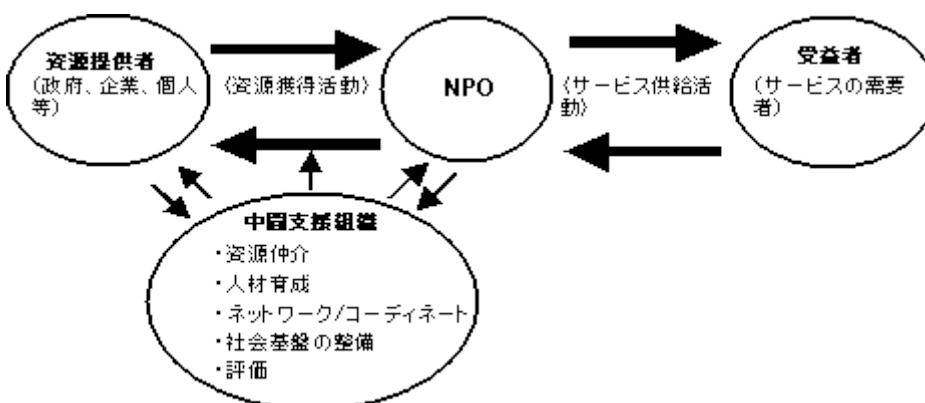 資源提供者
(政府、企業、個人
等)
〈資源獲得活動〉
NPO
〈サービス供給活
動〉
受益者
(サービスの需要
者)
中間支援組織
・資源仲介
・人材育成
・ネットワーク/コーディネート
・社会基盤の整備
・評価